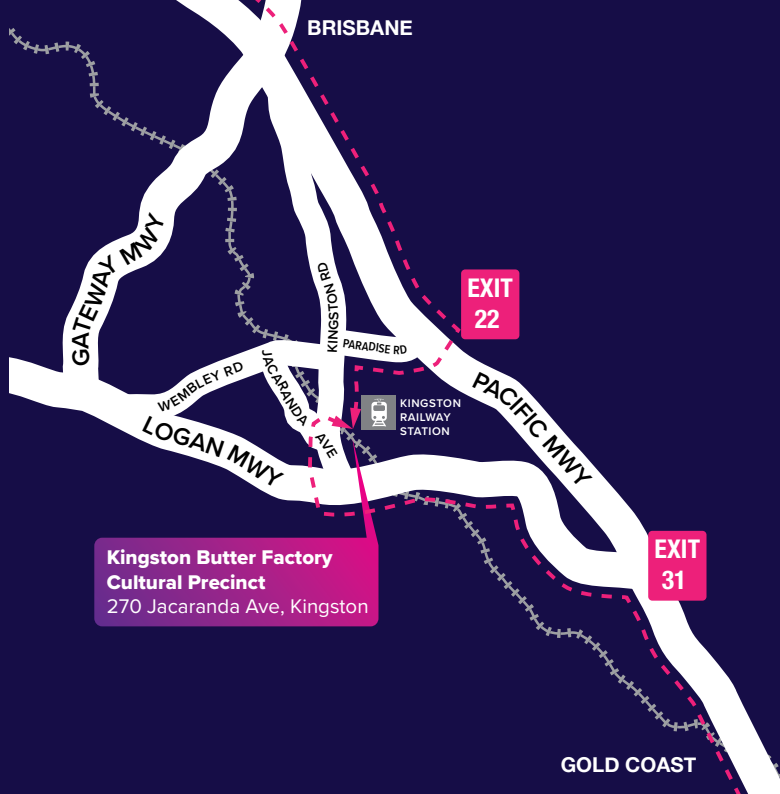 BRISBANE
GATEWAY MWY
KINGSTON RD
EXIT
22
PARADISE RD
WEMBLEY RD
JACARANDA AVE
KINGSTON
RAILWAY
STATION
PACIFIC MWY
LOGAN MWY
Kingston Butter Factory
Cultural Precinct
270 Jacaranda Ave, Kingston
EXIT
31
GOLD COAST